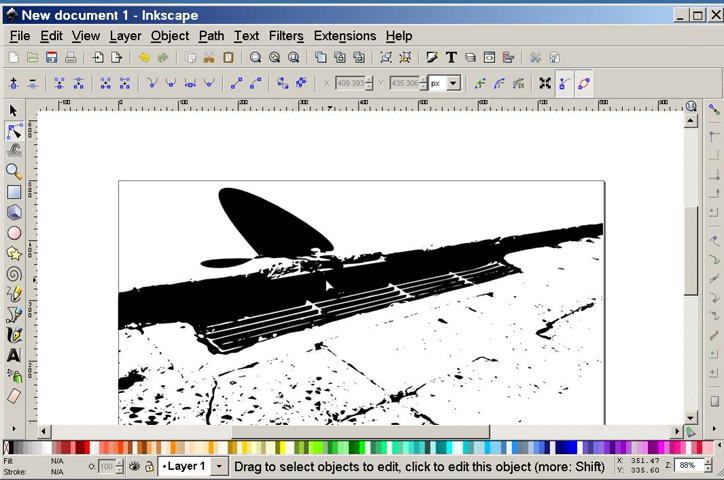 New document 1 - Inkscape
File Edit View Layer Object Path Text Filters Extensions Help
X: 409.393 Y: 435.306 px
Fill: N/A O: 100 •Layer 1 Drag to select objects to edit, click to edit this object (more: Shift) X: 351.47 Z: 88%
Stroke: N/A Y: 335.60